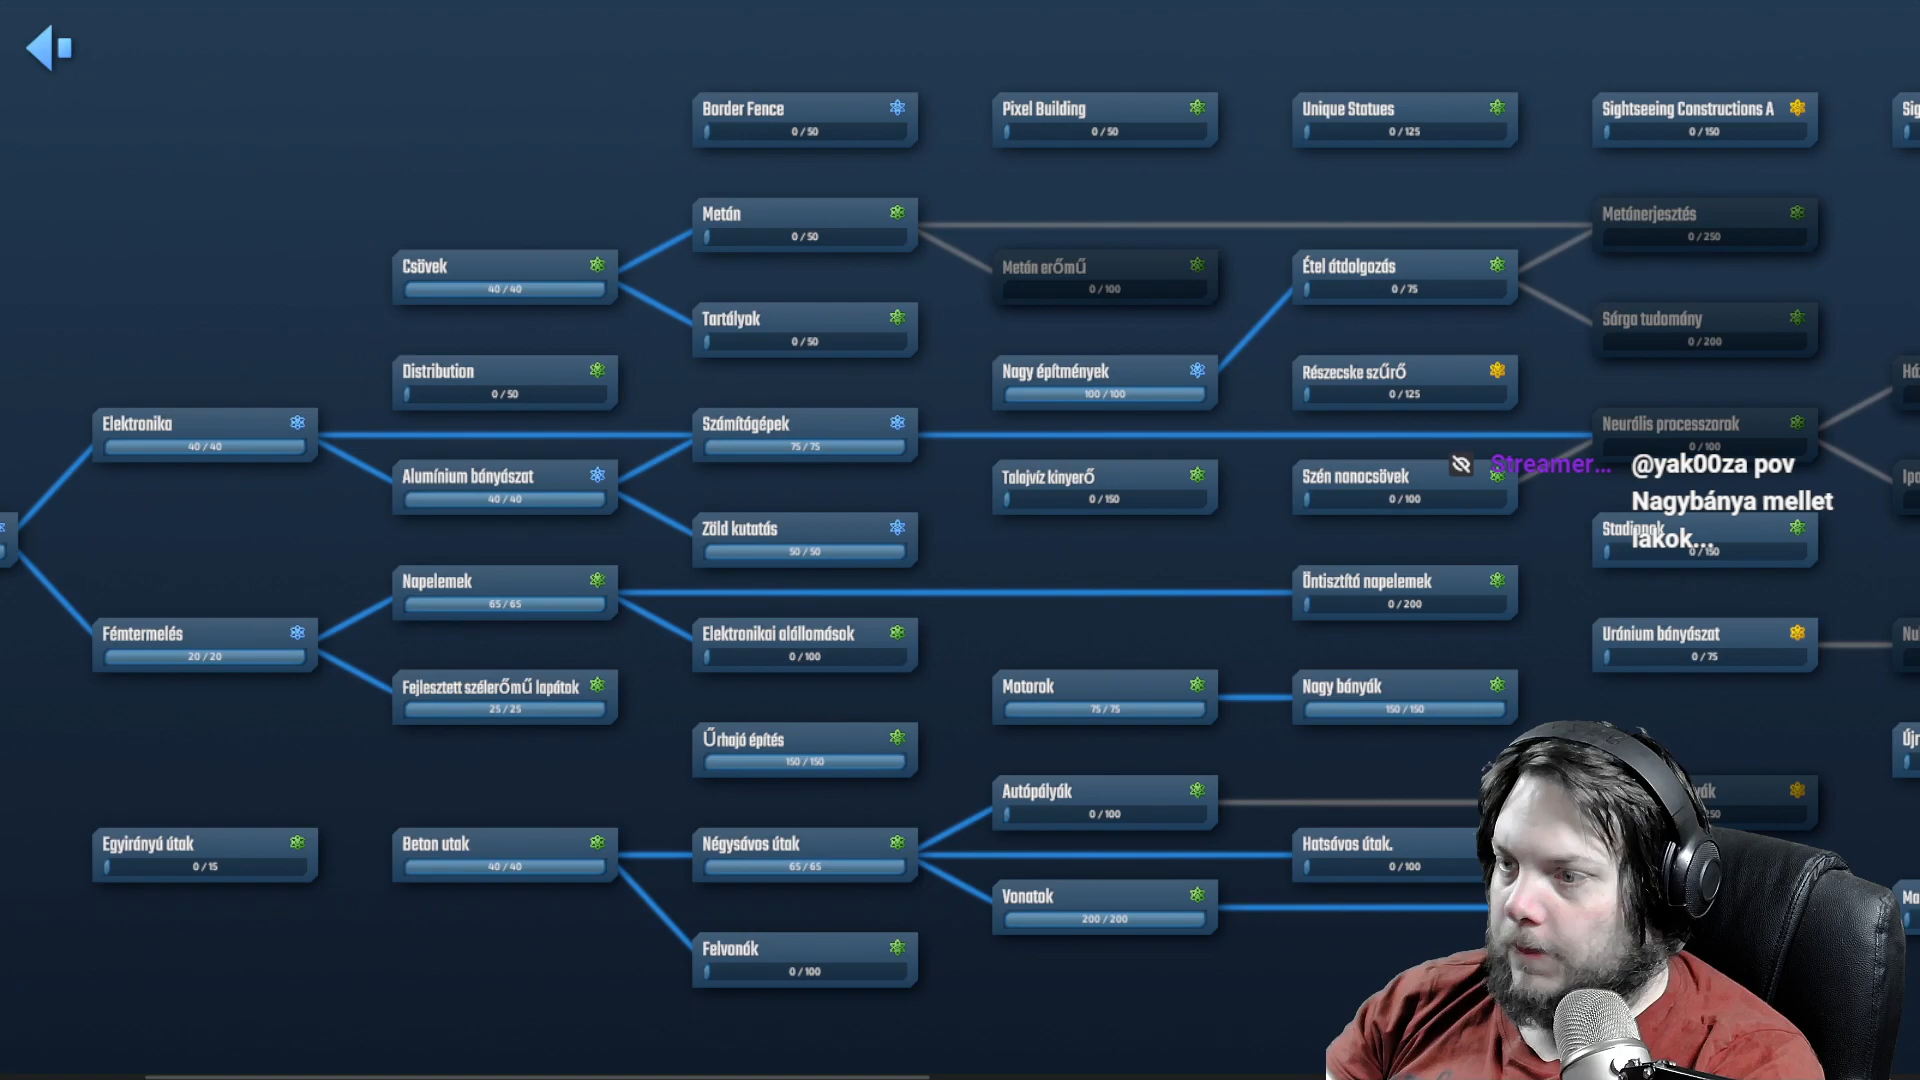 Border Fence
0/50
Pixel Building
0/50
Unique Statues
0/125
Sightseeing Constructions A
0/150
Metán
0/50
Metánerjesztés
0/250
Csövek
40/40
Metán erőmű
0/100
Étel átdolgozás
0/75
Tartályok
0/50
Sárga tudomány
0/200
Distribution
0/50
Nagy építmények
100/100
Részecske szűrő
0/125
Elektronika
40/40
Számítógépek
75/75
Neurális processzorok
0/100
Alumínium bányászat
40/40
Talajvíz kinyerő
0/150
Szén nanocsövek
0/100
Streamer... @yak00za pov
Nagybánya mellet
lakok...
Zöld kutatás
50/50
Stadionok
0/150
Napelemek
65/65
Öntisztító napelemek
0/200
Fémtermelés
20/20
Elektronikai alállomások
0/100
Uránium bányászat
0/75
Fejlesztett szélerőmű lapátok
25/25
Motorok
75/75
Nagy bányák
150/150
Űrhajó építés
150/150
Autópályák
0/100
Egyirányú útak
0/15
Beton utak
40/40
Négysávos útak
65/65
Hatsávos útak.
0/100
Vonatok
200/200
Felvonók
0/100